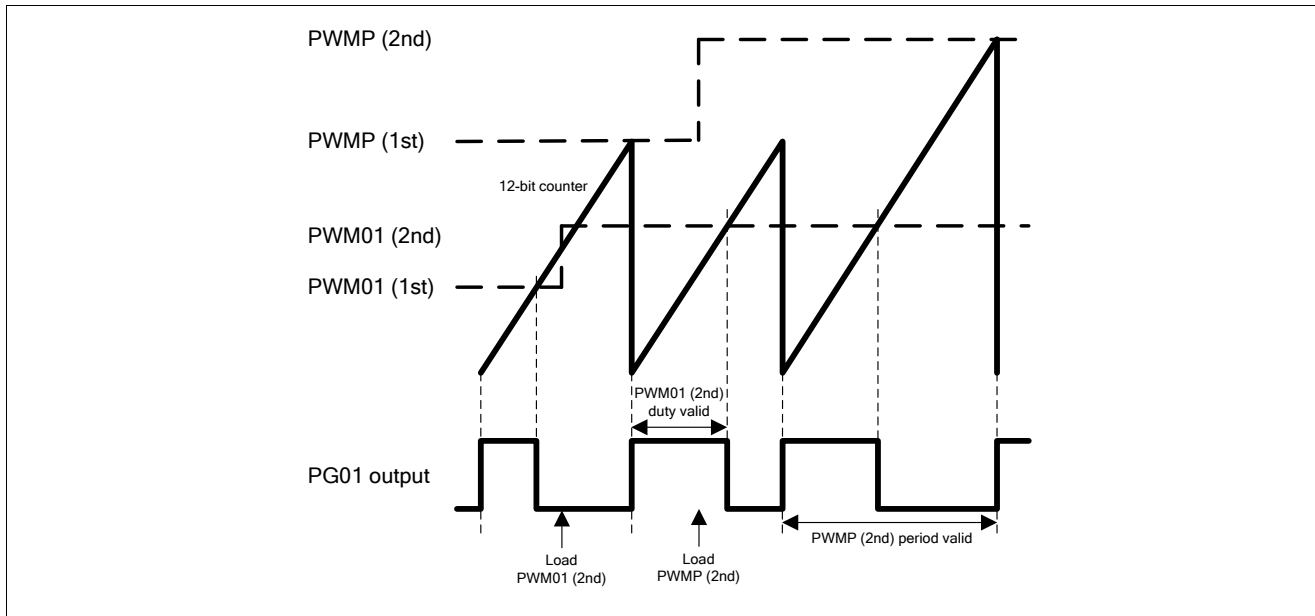 PWMP (2nd)
PWMP (1st)
12-bit counter
PWM01 (2nd)
PWM01 (1st)
PWM01 (2nd)
duty valid
PG01 output
PWMP (2nd) period valid
Load
PWM01 (2nd)
Load
PWMP (2nd)